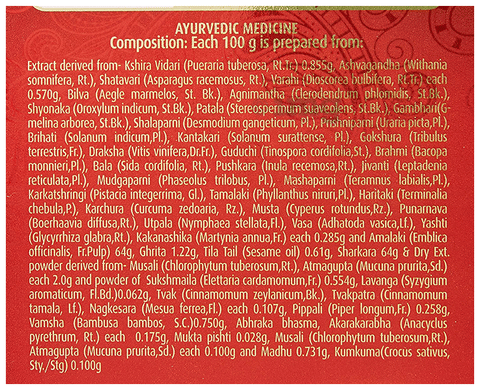 AYURVEDIC MEDICINE
Composition: Each 100 g is prepared from:
Extract derived from- Kshira Vidari (Pueraria tuberosa, Rt.Tr.) 0.855g, Ashvagandha (Withania
somnifera, Rt.), Shatavari (Asparagus racemosus, Rt.), Varahi (Dioscorea bulbifera, Rt.Tr.) each
0.570g, Bilva (Aegle marmelos, St. Bk.), Agnimantha (Clerodendrum phlomidis, St.Bk.),
Shyonaka (Oroxylum indicum, St.Bk.), Patala (Stereospermum suaveolens, St.Bk.), Gambhari(G-
melina arborea, St.Bk.), Shalaparni (Desmodium gangeticum, Pl.), Prishniparni (Uraria picta,Pl.),
Brihati (Solanum indicum,Pl.), Kantakari (Solanum surattense, Pl.), Gokshura (Tribulus
terrestris,Fr.), Draksha (Vitis vinifera,Dr.Fr.), Guduchi (Tinospora cordifolia,St.), Brahmi (Bacopa
monnieri,Pl.), Bala (Sida cordifolia, Rt.), Pushkara (Inula recemosa,Rt.), Jivanti (Leptadenia
reticulata,Pl.), Mudgaparni (Phaseolus trilobus, Pl.), Mashaparni (Teramnus labialis,Pl.),
Karkatshringi (Pistacia integerrima, Gl.), Tamalaki (Phyllanthus niruri,Pl.), Haritaki (Terminalia
chebula,P.), Karchura (Curcuma zedoaria, Rz.), Musta (Cyperus rotundus,Rz.), Punarnava
(Boerhaavia diffusa,Rt.), Utpala (Nymphaea stellata,Fl.), Vasa (Adhatoda vasica,Lf.), Yashti
(Glycyrrhiza glabra,Rt.), Kakanashika (Martynia annua,Fr.) each 0.285g and Amalaki (Emblica
officinalis, Fr.Pulp) 64g, Ghrita 1.22g, Tila Tail (Sesame oil) 0.61g, Sharkara 64g & Dry Ext.
powder derived from- Musali (Chlorophytum tuberosum,Rt.), Atmagupta (Mucuna prurita,Sd.)
each 2.0g and powder of Sukshmaila (Elettaria cardamomum,Fr.) 0.554g, Lavanga (Syzygium
aromaticum, Fl.Bd.)0.062g, Tvak (Cinnamomum zeylanicum,Bk.), Tvakpatra (Cinnamomum
tamala, Lf.), Nagkesara (Mesua ferrea,Fl.) each 0.107g, Pippali (Piper longum,Fr.) 0.258g,
Vamsha (Bambusa bambos, S.C.)0.750g, Abhraka bhasma, Akarakarabha (Anacyclus
pyrethrum, Rt.) each 0.175g, Mukta pishti 0.028g, Musali (Chlorophytum tuberosum,Rt.),
Atmagupta (Mucuna prurita,Sd.) each 0.100g and Madhu 0.731g, Kumkuma(Crocus sativus,
Sty./Stg) 0.100g